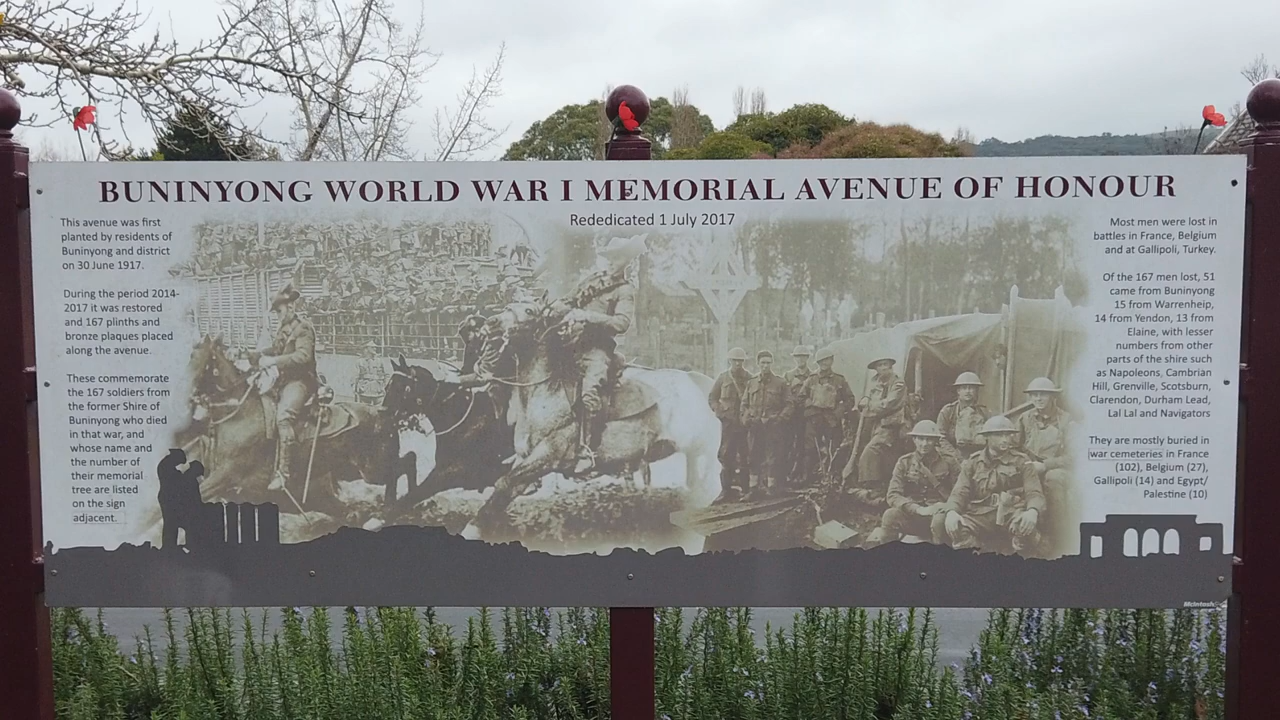 BUNINYONG WORLD WAR I MEMORIAL AVENUE OF HONOUR
Rededicated 1 July 2017
This avenue was first
planted by residents of
Buninyong and district
on 30 June 1917.
During the period 2014-
2017 it was restored
and 167 plinths and
bronze plaques placed
along the avenue.
These commemorate
the 167 soldiers from
the former Shire of
Buninyong who died
in that war, and
whose name and
the number of
their memorial
tree are listed
on the sign
adjacent.
Most men were lost in
battles in France, Belgium
and at Gallipoli, Turkey.
Of the 167 men lost, 51
came from Buninyong
15 from Warrenheip,
14 from Yendon, 13 from
Elaine, with lesser
numbers from other
parts of the shire such
as Napoleons, Cambrian
Hill, Grenville, Scotsburn,
Clarendon, Durham Lead,
Lal Lal and Navigators
They are mostly buried in
war cemeteries in France
(102), Belgium (27),
Gallipoli (14) and Egypt/
Palestine (10)
McIntosh